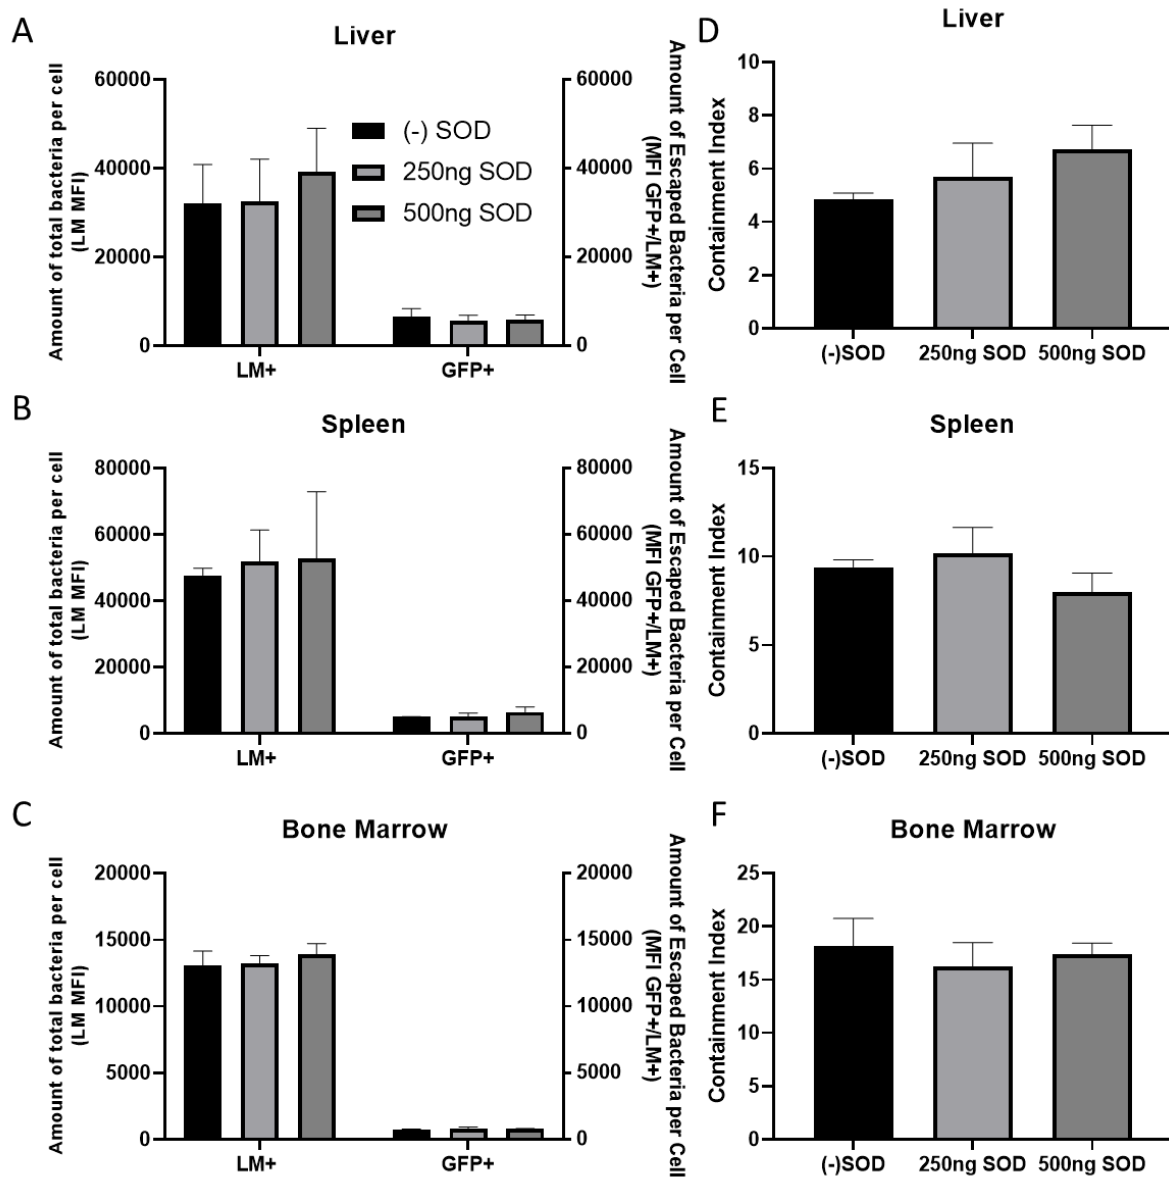 A
Liver
Amount of total bacteria per cell
(LM MFI)
60000
40000
20000
0
(-) SOD
250ng SOD
500ng SOD
LM+
GFP+
60000
40000
20000
0
Amount of Escaped Bacteria per Cell
(MFI GFP+/LM+)
D
Liver
Containment Index
10
8
6
4
2
0
(-)SOD
250ng SOD
500ng SOD
B
Spleen
Amount of total bacteria per cell
(LM MFI)
80000
60000
40000
20000
0
LM+
GFP+
80000
60000
40000
20000
0
Amount of Escaped Bacteria per Cell
(MFI GFP+/LM+)
E
Spleen
Containment Index
15
10
5
0
(-)SOD
250ng SOD
500ng SOD
C
Bone Marrow
Amount of total bacteria per cell
(LM MFI)
20000
15000
10000
5000
0
LM+
GFP+
20000
15000
10000
5000
0
Amount of Escaped Bacteria per Cell
(MFI GFP+/LM+)
F
Bone Marrow
Containment Index
25
20
15
10
5
0
(-)SOD
250ng SOD
500ng SOD